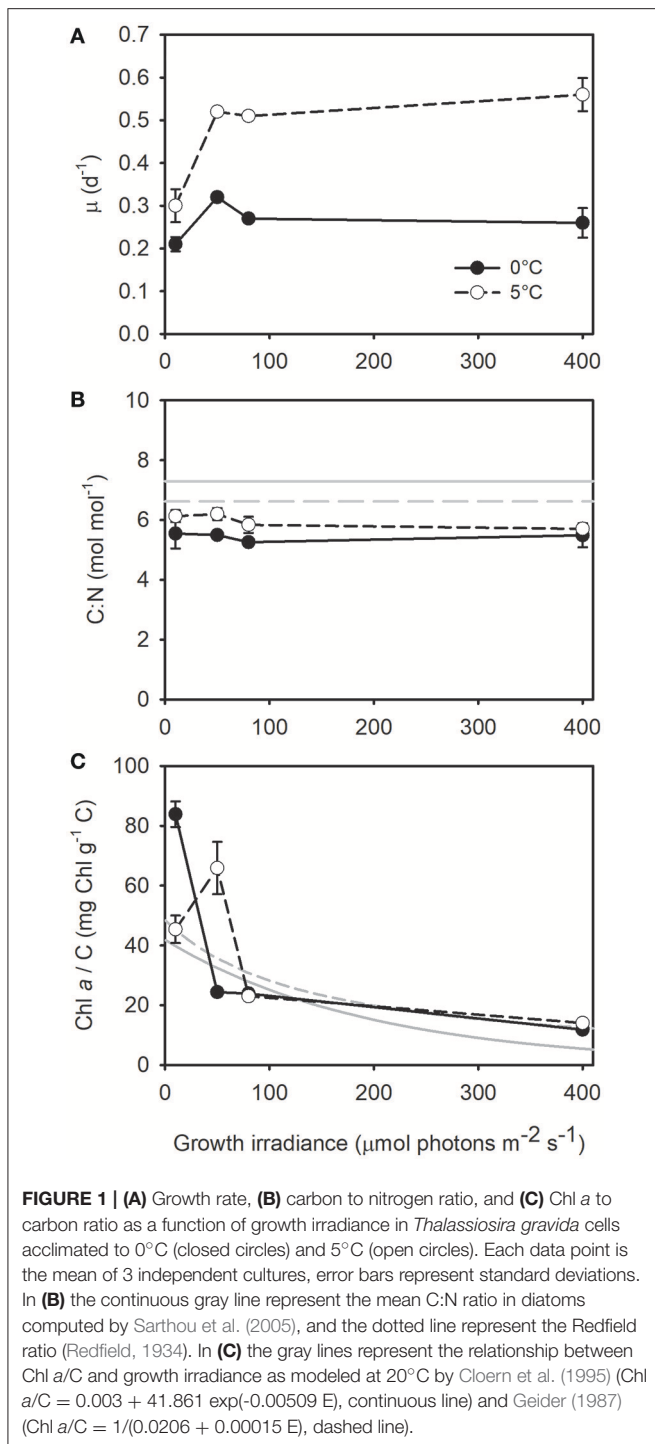 A
0.7
0.6
0.5
0.4
0.3
0.2
0.1
0.0
μ (d-1)
0°C
5°C
0 100 200 300 400
B
10
8
6
4
2
0
C:N (mol mol-1)
0 100 200 300 400
C
100
80
60
40
20
0
Chl a / C (mg Chl g-1 C)
0 100 200 300 400
Growth irradiance (μmol photons m-2 s-1)
FIGURE 1 | (A) Growth rate, (B) carbon to nitrogen ratio, and (C) Chl a to
carbon ratio as a function of growth irradiance in Thalassiosira gravida cells
acclimated to 0°C (closed circles) and 5°C (open circles). Each data point is
the mean of 3 independent cultures, error bars represent standard deviations.
In (B) the continuous gray line represent the mean C:N ratio in diatoms
computed by Sarthou et al. (2005), and the dotted line represent the Redfield
ratio (Redfield, 1934). In (C) the gray lines represent the relationship between
Chl a/C and growth irradiance as modeled at 20°C by Cloern et al. (1995) (Chl
a/C = 0.003 + 41.861 exp(-0.00509 E), continuous line) and Geider (1987)
(Chl a/C = 1/(0.0206 + 0.00015 E), dashed line).